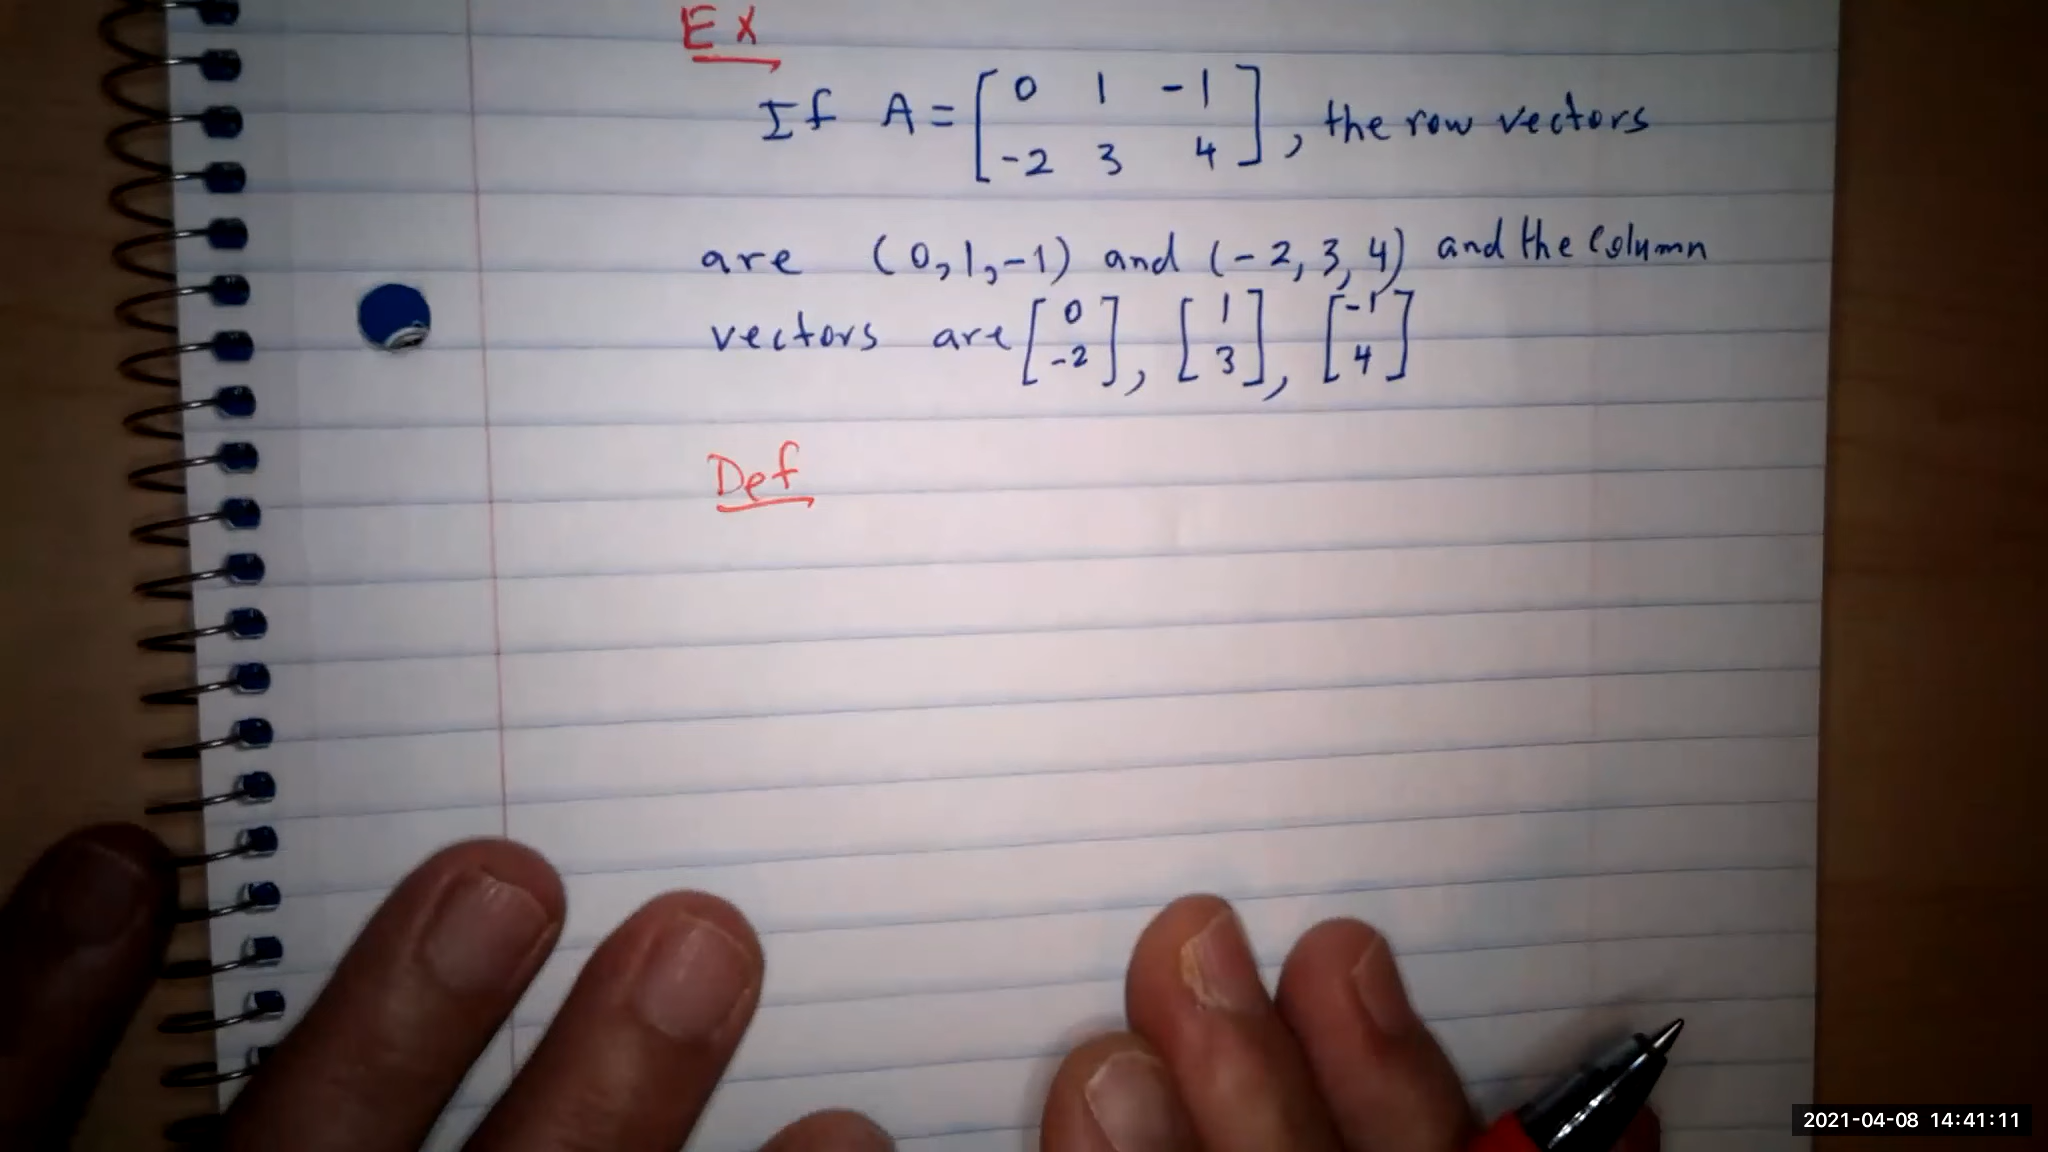 Ex
If A = [0 1 -1
-2 3 4], the row vectors
are (0,1,-1) and (-2,3,4) and the column
vectors are [0
-2], [1
3], [-1
4]
Def
2021-04-08 14:41:11